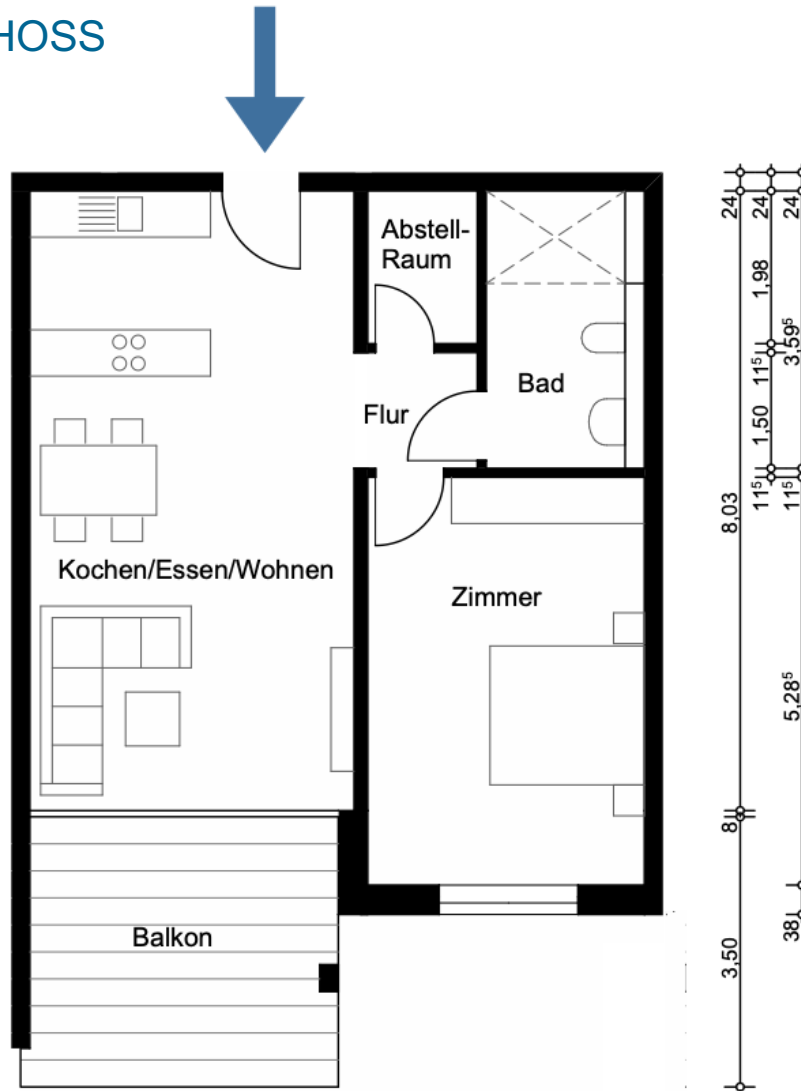 HOSS
Abstell-
Raum
Bad
Flur
Kochen/Essen/Wohnen
Zimmer
Balkon
24
8,03
8
3,50
24
1,98
11⁵
1,50
11⁵
24
3,59⁵
11⁵
5,28⁵
38